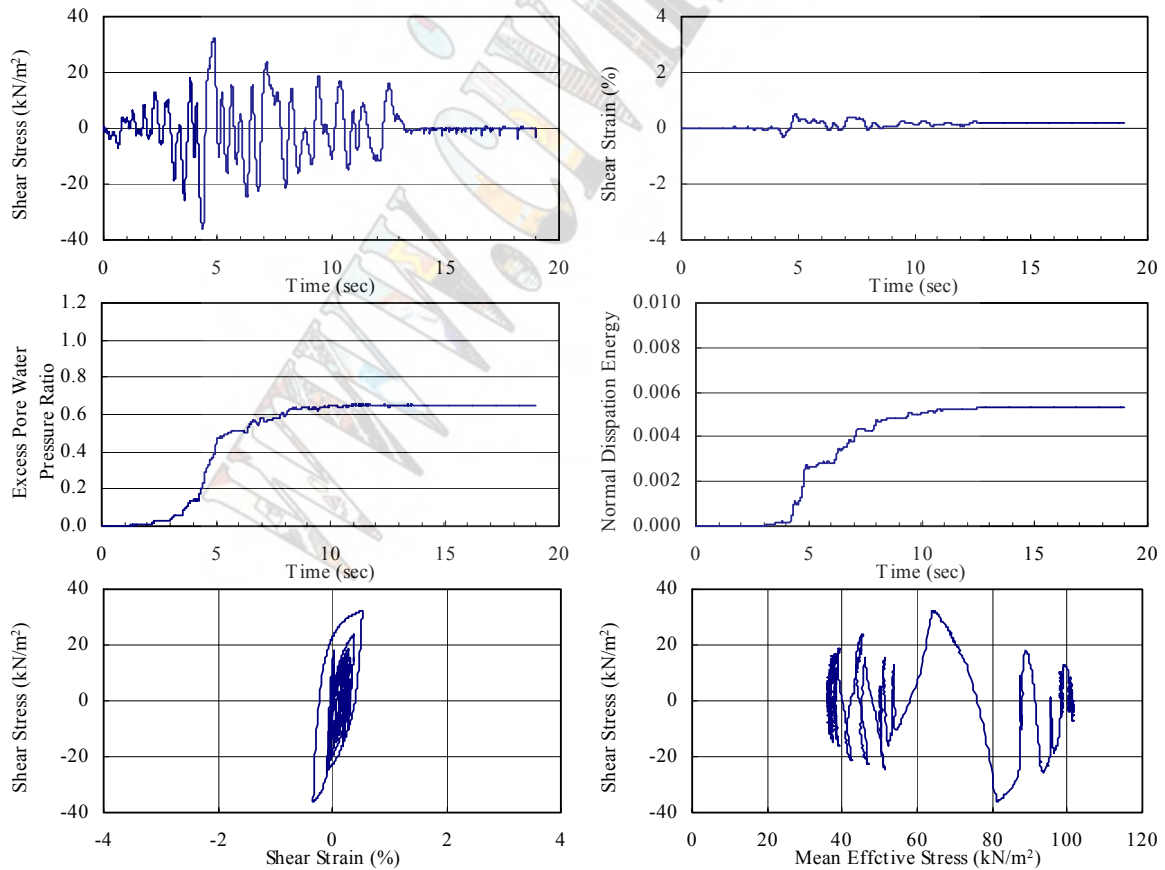 Shear Stress (kN/m²)
40
20
0
-20
-40
0 5 10 15 20
Time (sec)
Shear Strain (%)
4
2
0
-2
-4
0 5 10 15 20
Time (sec)
Excess Pore Water
Pressure Ratio
1.2
1.0
0.8
0.6
0.4
0.2
0.0
0 5 10 15 20
Time (sec)
Normal Disspation Energy
0.010
0.008
0.006
0.004
0.002
0.000
0 5 10 15 20
Time (sec)
Shear Stress (kN/m²)
40
20
0
-20
-40
-4 -2 0 2 4
Shear Strain (%)
Shear Stress (kN/m²)
40
20
0
-20
-40
0 20 40 60 80 100 120
Mean Effctive Stress (kN/m²)